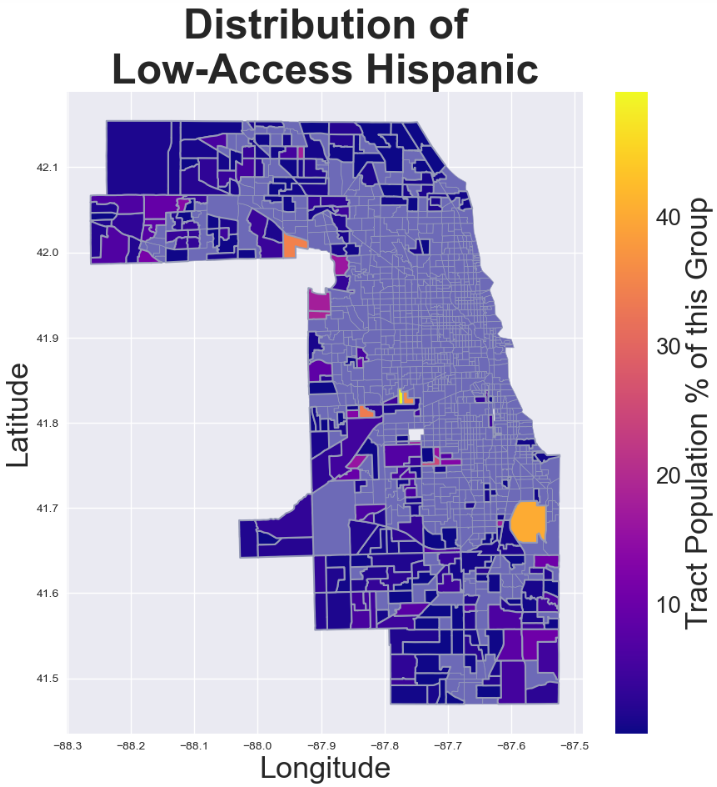 Distribution of
Low-Access Hispanic
42.1
42.0
41.9
41.8
41.7
41.6
41.5
Latitude
−88.3 −88.2 −88.1 −88.0 −87.9 −87.8 −87.7 −87.6 −87.5
Longitude
40
30
20
10
Tract Population % of this Group